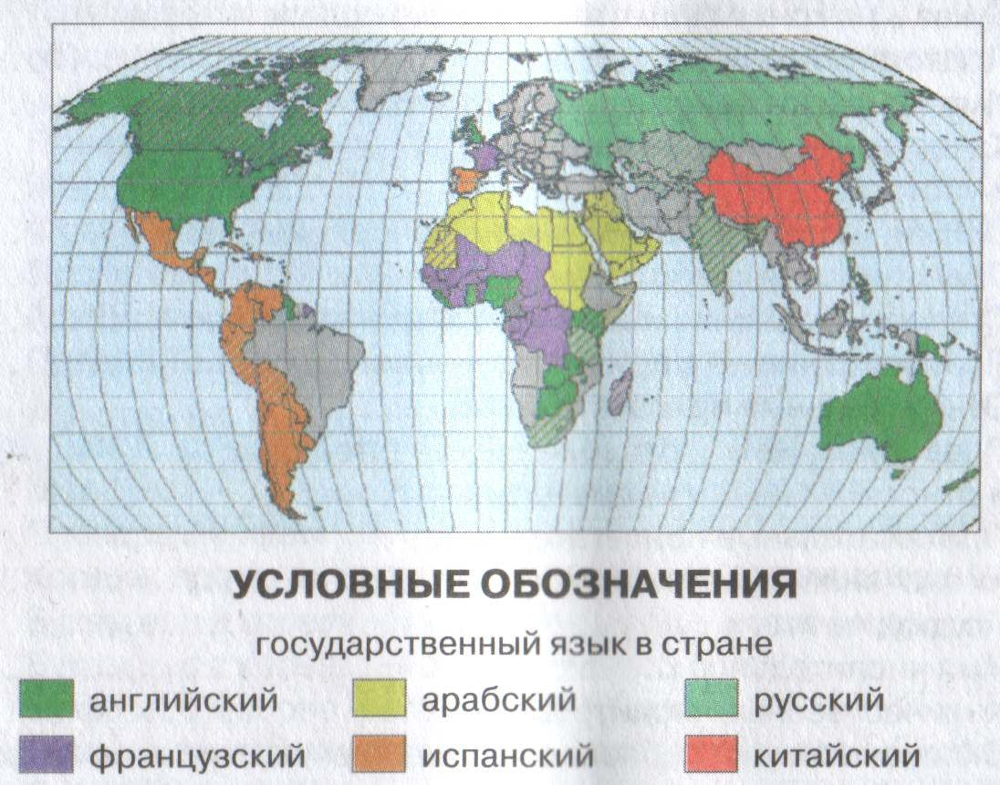 УСЛОВНЫЕ ОБОЗНАЧЕНИЯ
государственный язык в стране
английский арабский русский
французский испанский китайский